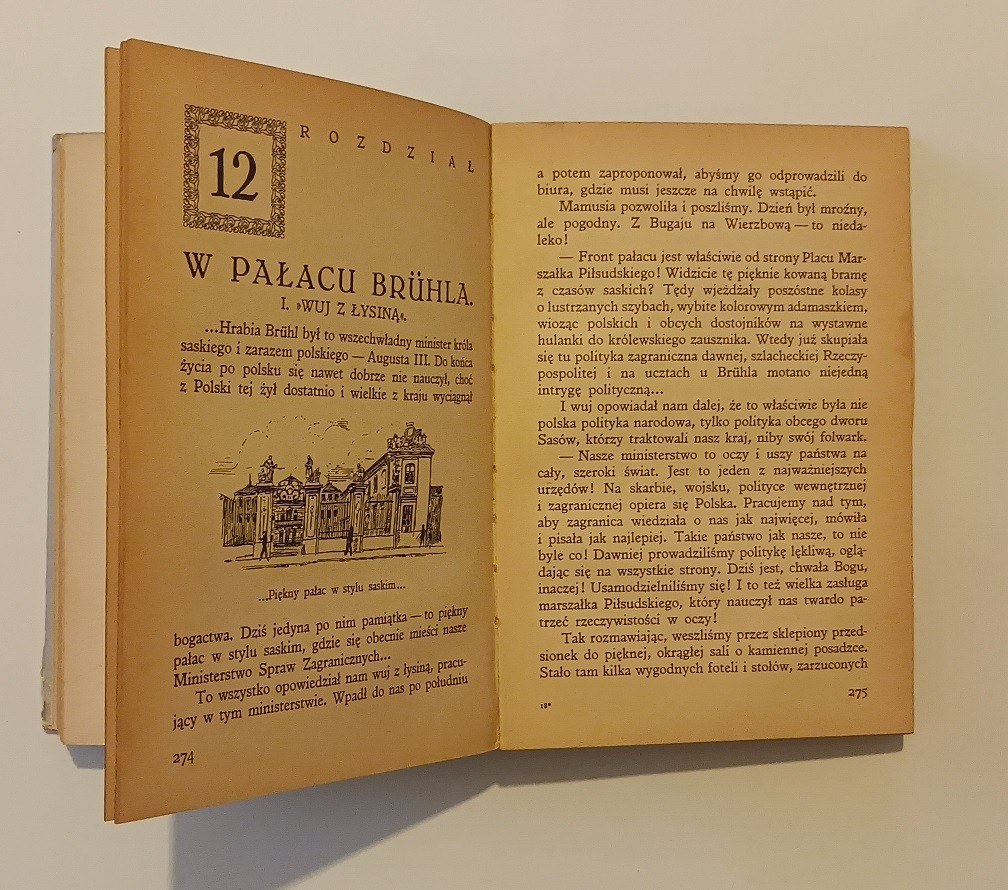 12
ROZDZIAŁ
W PAŁACU BRÜHLA.
I. »WUJ Z ŁYSINĄ«.
...Hrabia Brühl był to wszechwładny minister króla
saskiego i zarazem polskiego — Augusta III. Do końca
życia po polsku się nawet dobrze nie nauczył, choć
z Polski tej żył dostatnio i wielkie z kraju wyciągnął
...Piękny pałac w stylu saskim...
bogactwa. Dziś jedyna po nim pamiątka — to piękny
pałac w stylu saskim, gdzie się obecnie mieści nasze
Ministerstwo Spraw Zagranicznych...
To wszystko opowiedział nam wuj z łysiną, pracu-
jący w tym ministerstwie. Wpadł do nas po południu
274
a potem zaproponował, abyśmy go odprowadzili do
biura, gdzie musi jeszcze na chwilę wstąpić.
Mamusia pozwoliła i poszliśmy. Dzień był mroźny,
ale pogodny. Z Bugaju na Wierzbową — to nieda-
leko!
— Front pałacu jest właściwie od strony Placu Mar-
szałka Piłsudskiego! Widzicie tę pięknie kowaną bramę
z czasów saskich? Tędy wjeżdżały poszóstne kolasy
o lustrzanych szybach, wybite kolorowym adamaszkiem,
wioząc polskich i obcych dostojników na wystawne
hulanki do królewskiego zausznika. Wtedy już skupiała
się tu polityka zagraniczna dawnej, szlacheckiej Rzeczy-
pospolitej i na ucztach u Brühla motano niejedną
intrygę polityczną...
I wuj opowiadał nam dalej, że to właściwie była nie
polska polityka narodowa, tylko polityka obcego dworu
Sasów, którzy traktowali nasz kraj, niby swój folwark.
— Nasze ministerstwo to oczy i uszy państwa na
cały, szeroki świat. Jest to jeden z najważniejszych
urzędów! Na skarbie, wojsku, polityce wewnętrznej
i zagranicznej opiera się Polska. Pracujemy nad tym,
aby zagranica wiedziała o nas jak najwięcej, mówiła
i pisała jak najlepiej. Takie państwo jak nasze, to nie
byle co! Dawniej prowadziliśmy politykę lękliwą, oglą-
dając się na wszystkie strony. Dziś jest, chwała Bogu,
inaczej! Usamodzielniliśmy się! I to też wielka zasługa
marszałka Piłsudskiego, który nauczył nas twardo pa-
trzeć rzeczywistości w oczy!
Tak rozmawiając, weszliśmy przez sklepiony przed-
sionek do pięknej, okrągłej sali o kamiennej posadzce.
Stało tam kilka wygodnych foteli i stołów, zarzuconych
18*
275